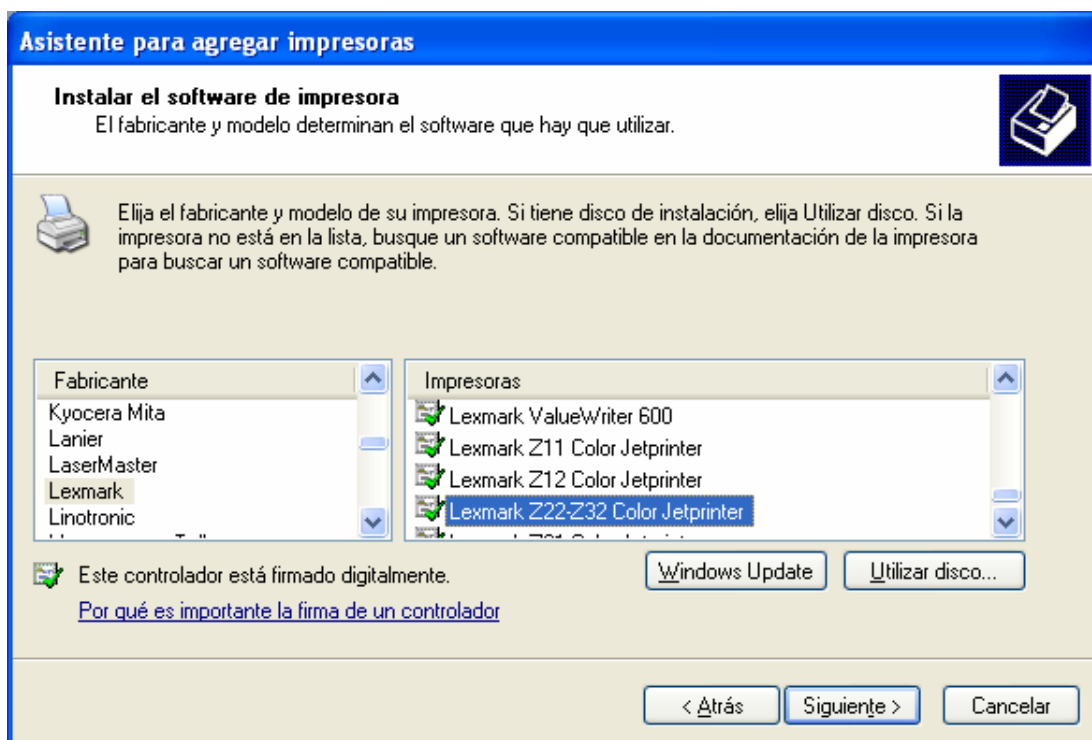 Asistente para agregar impresoras
Instalar el software de impresora
El fabricante y modelo determinan el software que hay que utilizar.
Elija el fabricante y modelo de su impresora. Si tiene disco de instalación, elija Utilizar disco. Si la
impresora no está en la lista, busque un software compatible en la documentación de la impresora
para buscar un software compatible.
Fabricante
Kyocera Mita
Lanier
LaserMaster
Lexmark
Linotronic
Impresoras
Lexmark ValueWriter 600
Lexmark Z11 Color Jetprinter
Lexmark Z12 Color Jetprinter
Lexmark Z22-Z32 Color Jetprinter
Este controlador está firmado digitalmente.
Por qué es importante la firma de un controlador
Windows Update
Utilizar disco...
< Atrás
Siguiente >
Cancelar